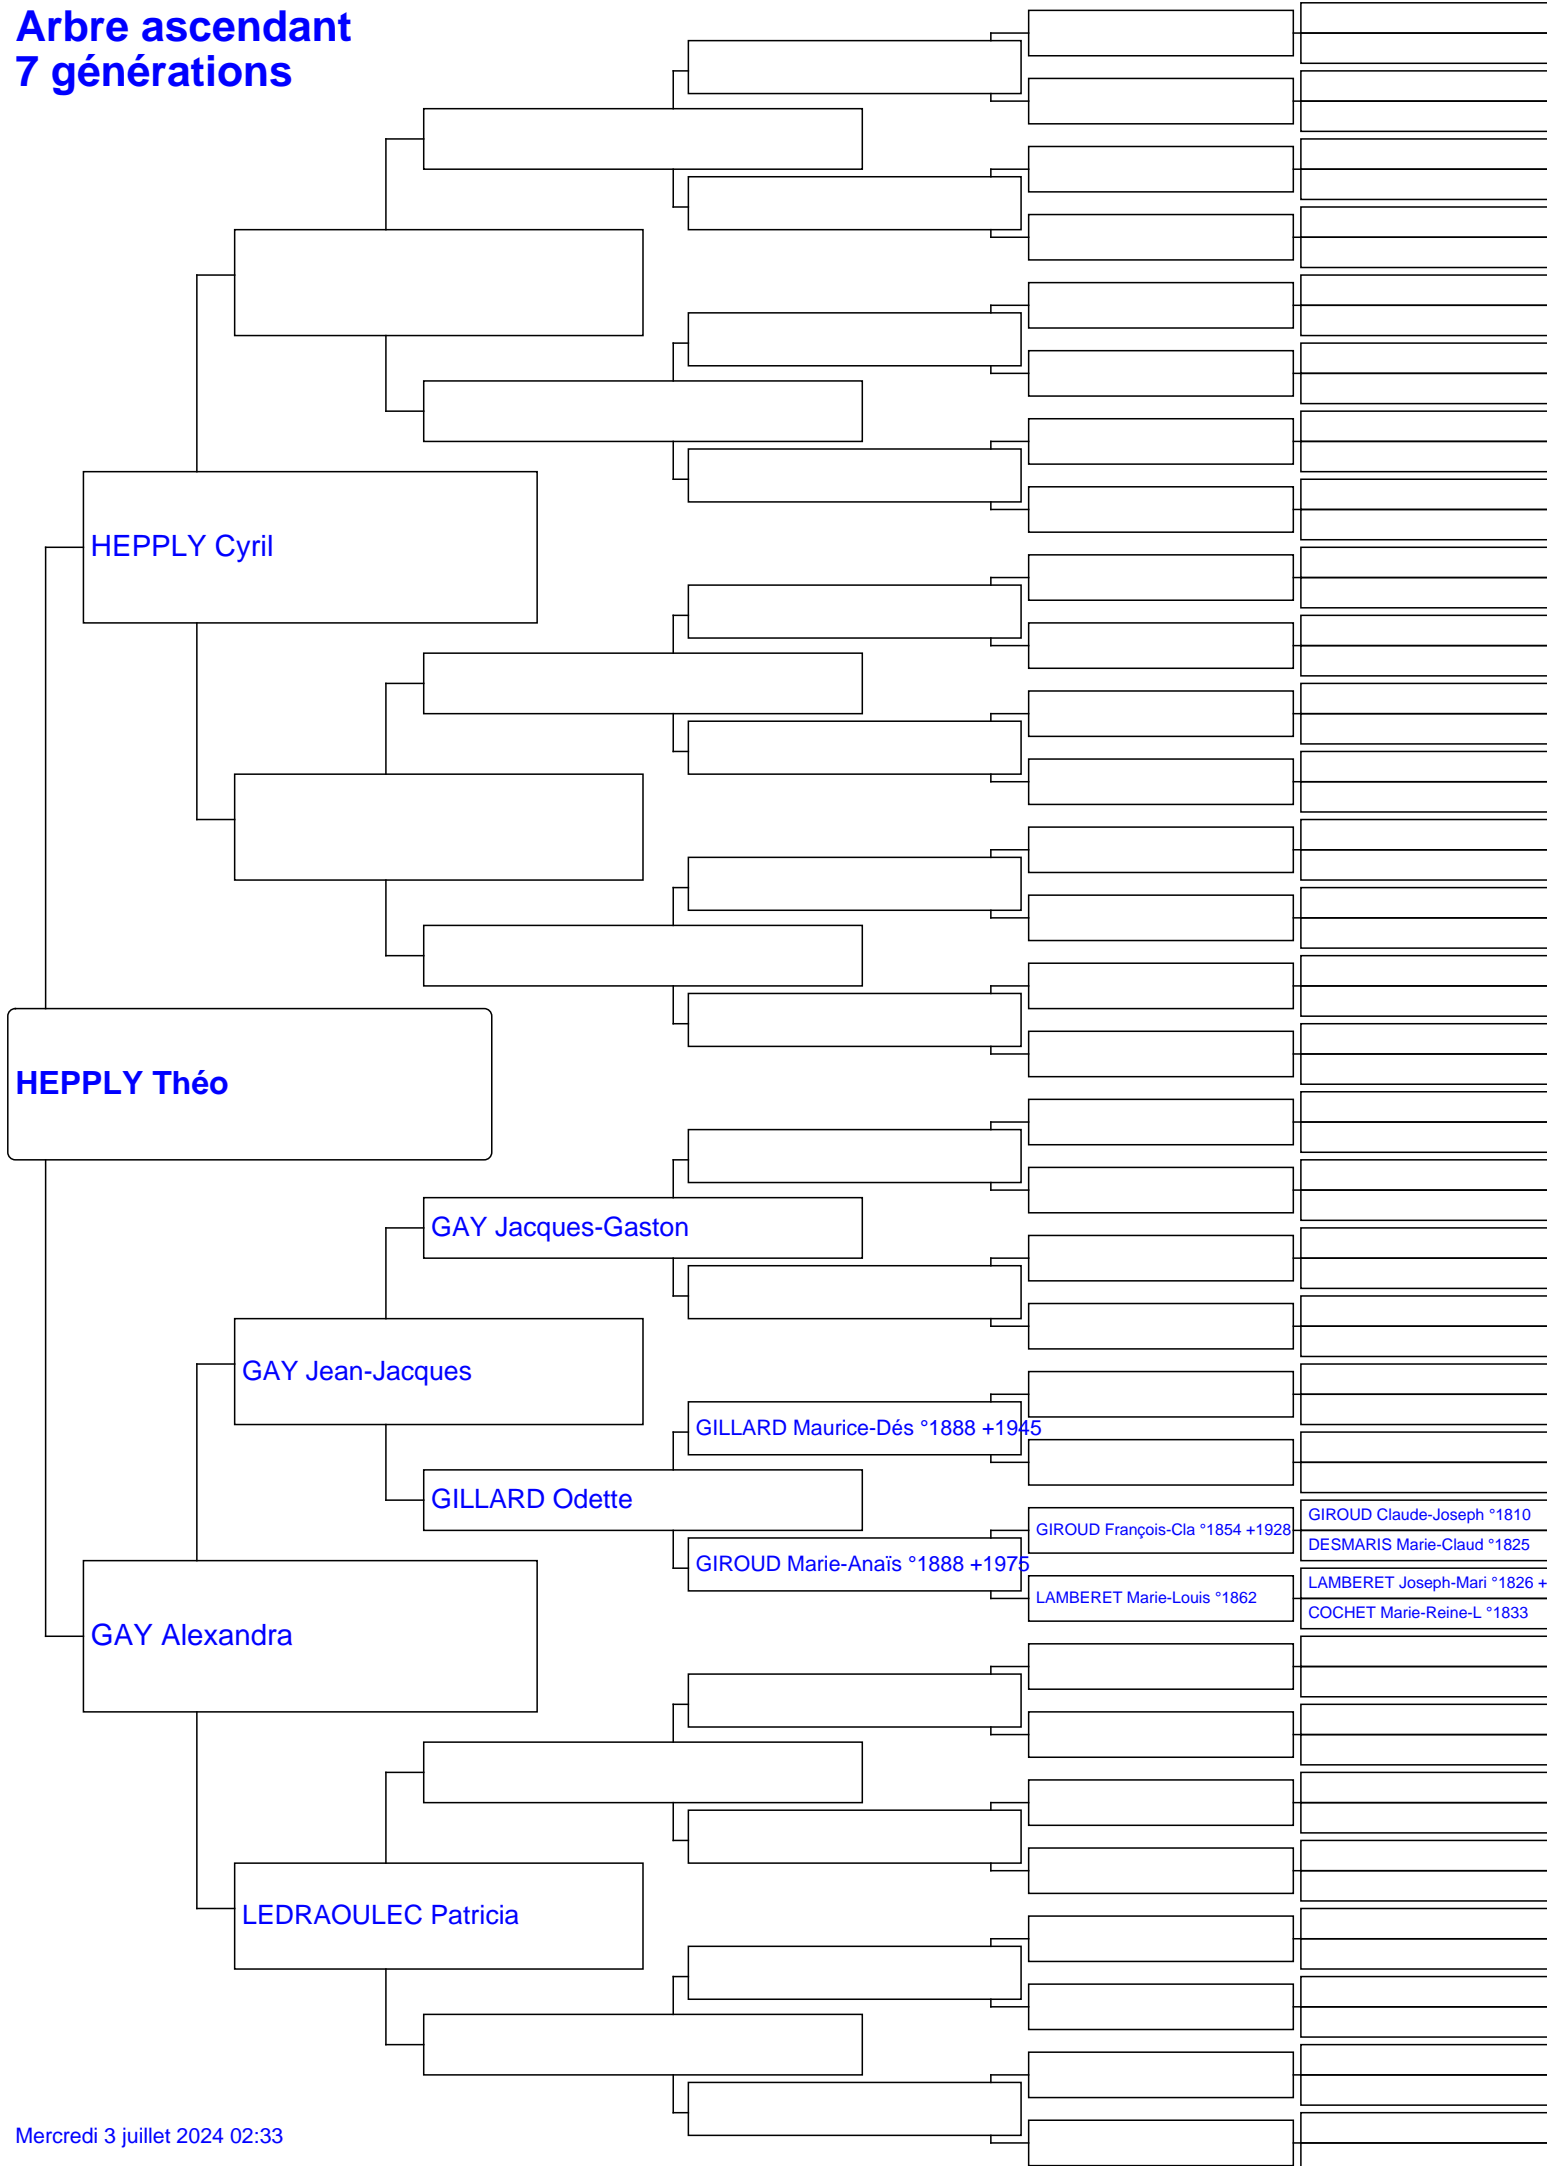 Arbre ascendant
7 générations
HEPPLY Cyril
HEPPLY Théo
GAY Jacques-Gaston
GAY Jean-Jacques
GILLARD Maurice-Dés °1888 +1945
GILLARD Odette
GIROUD Claude-Joseph °1810
GIROUD François-Cla °1854 +1928
DESMARIS Marie-Claud °1825
GIROUD Marie-Anaïs °1888 +1975
LAMBERET Joseph-Mari °1826 +
LAMBERET Marie-Louis °1862
COCHET Marie-Reine-L °1833
GAY Alexandra
LEDRAOULEC Patricia
Mercredi 3 juillet 2024 02:33